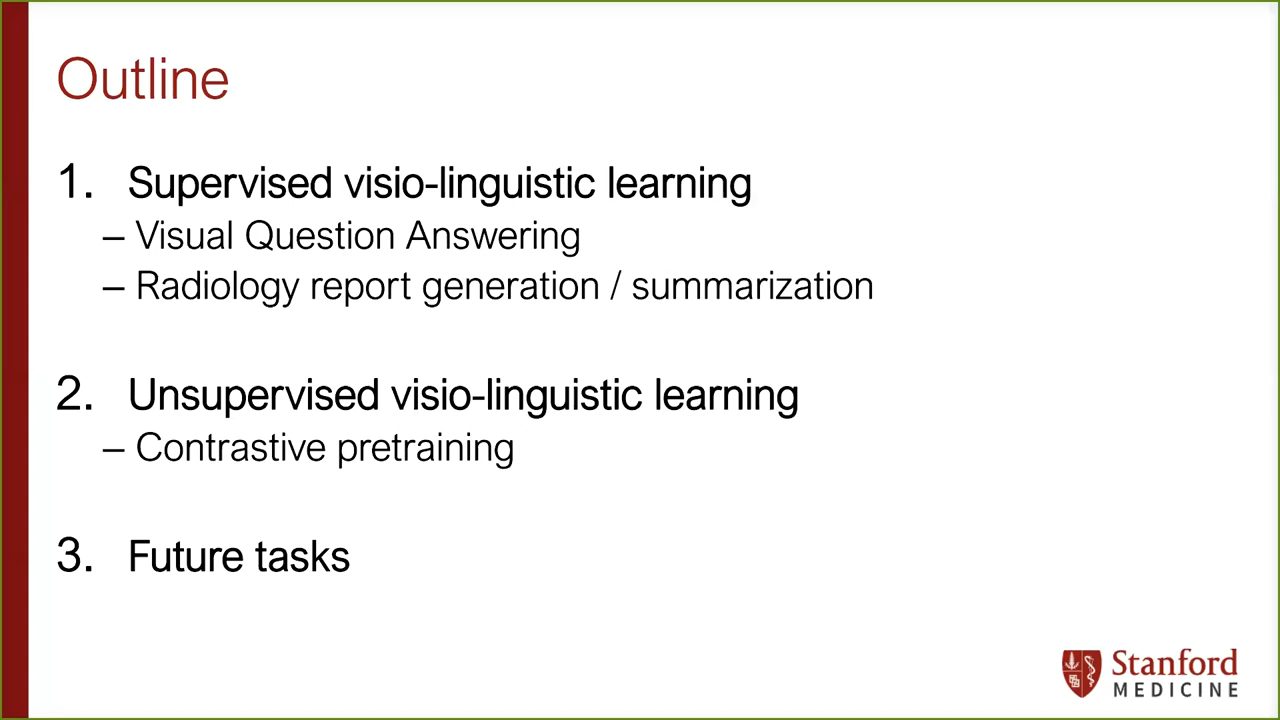 Outline
1. Supervised visio-linguistic learning
– Visual Question Answering
– Radiology report generation / summarization
2. Unsupervised visio-linguistic learning
– Contrastive pretraining
3. Future tasks
Stanford
MEDICINE